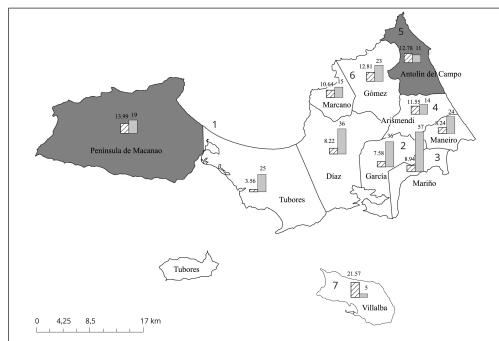 5
12.78 11
Antolín del Campo
6
12.81 23
Gómez
10.64 15
Marcano
11.55 14
4
Arismendi
24
8.24
Maneiro
13.99 19
Península de Macanao
1
36
8.22
Díaz
36
7.58
García
2
57
8.94
3
Mariño
25
3.56
Tubores
Tubores
7
21.57
5
Villalba
0 4,25 8,5 17 km